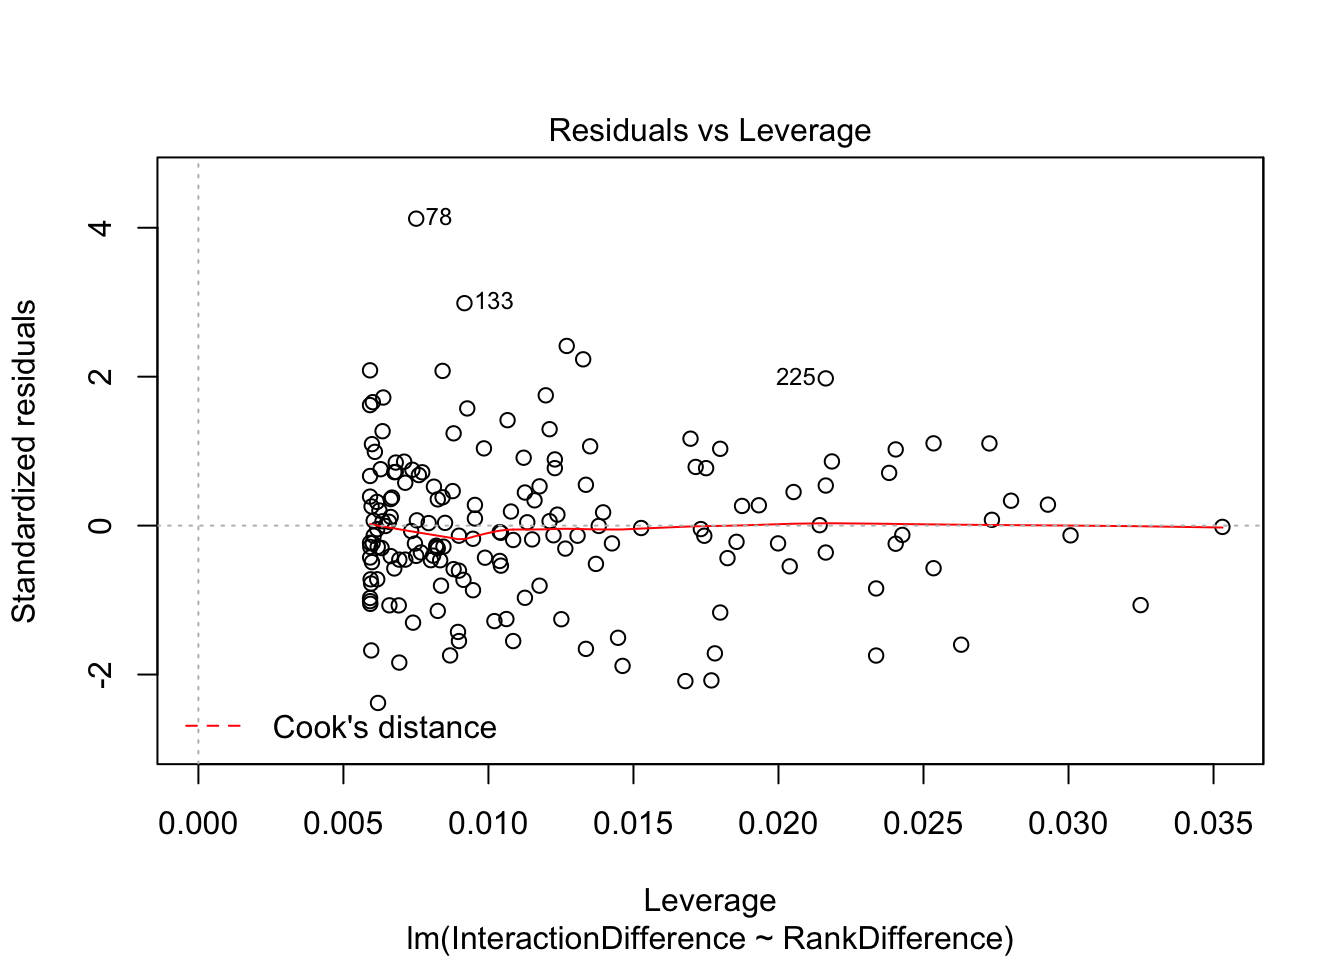 Residuals vs Leverage
Standardized residuals
4
2
0
-2
78
133
225
Cook's distance
0.000 0.005 0.010 0.015 0.020 0.025 0.030 0.035
Leverage
lm(InteractionDifference ~ RankDifference)